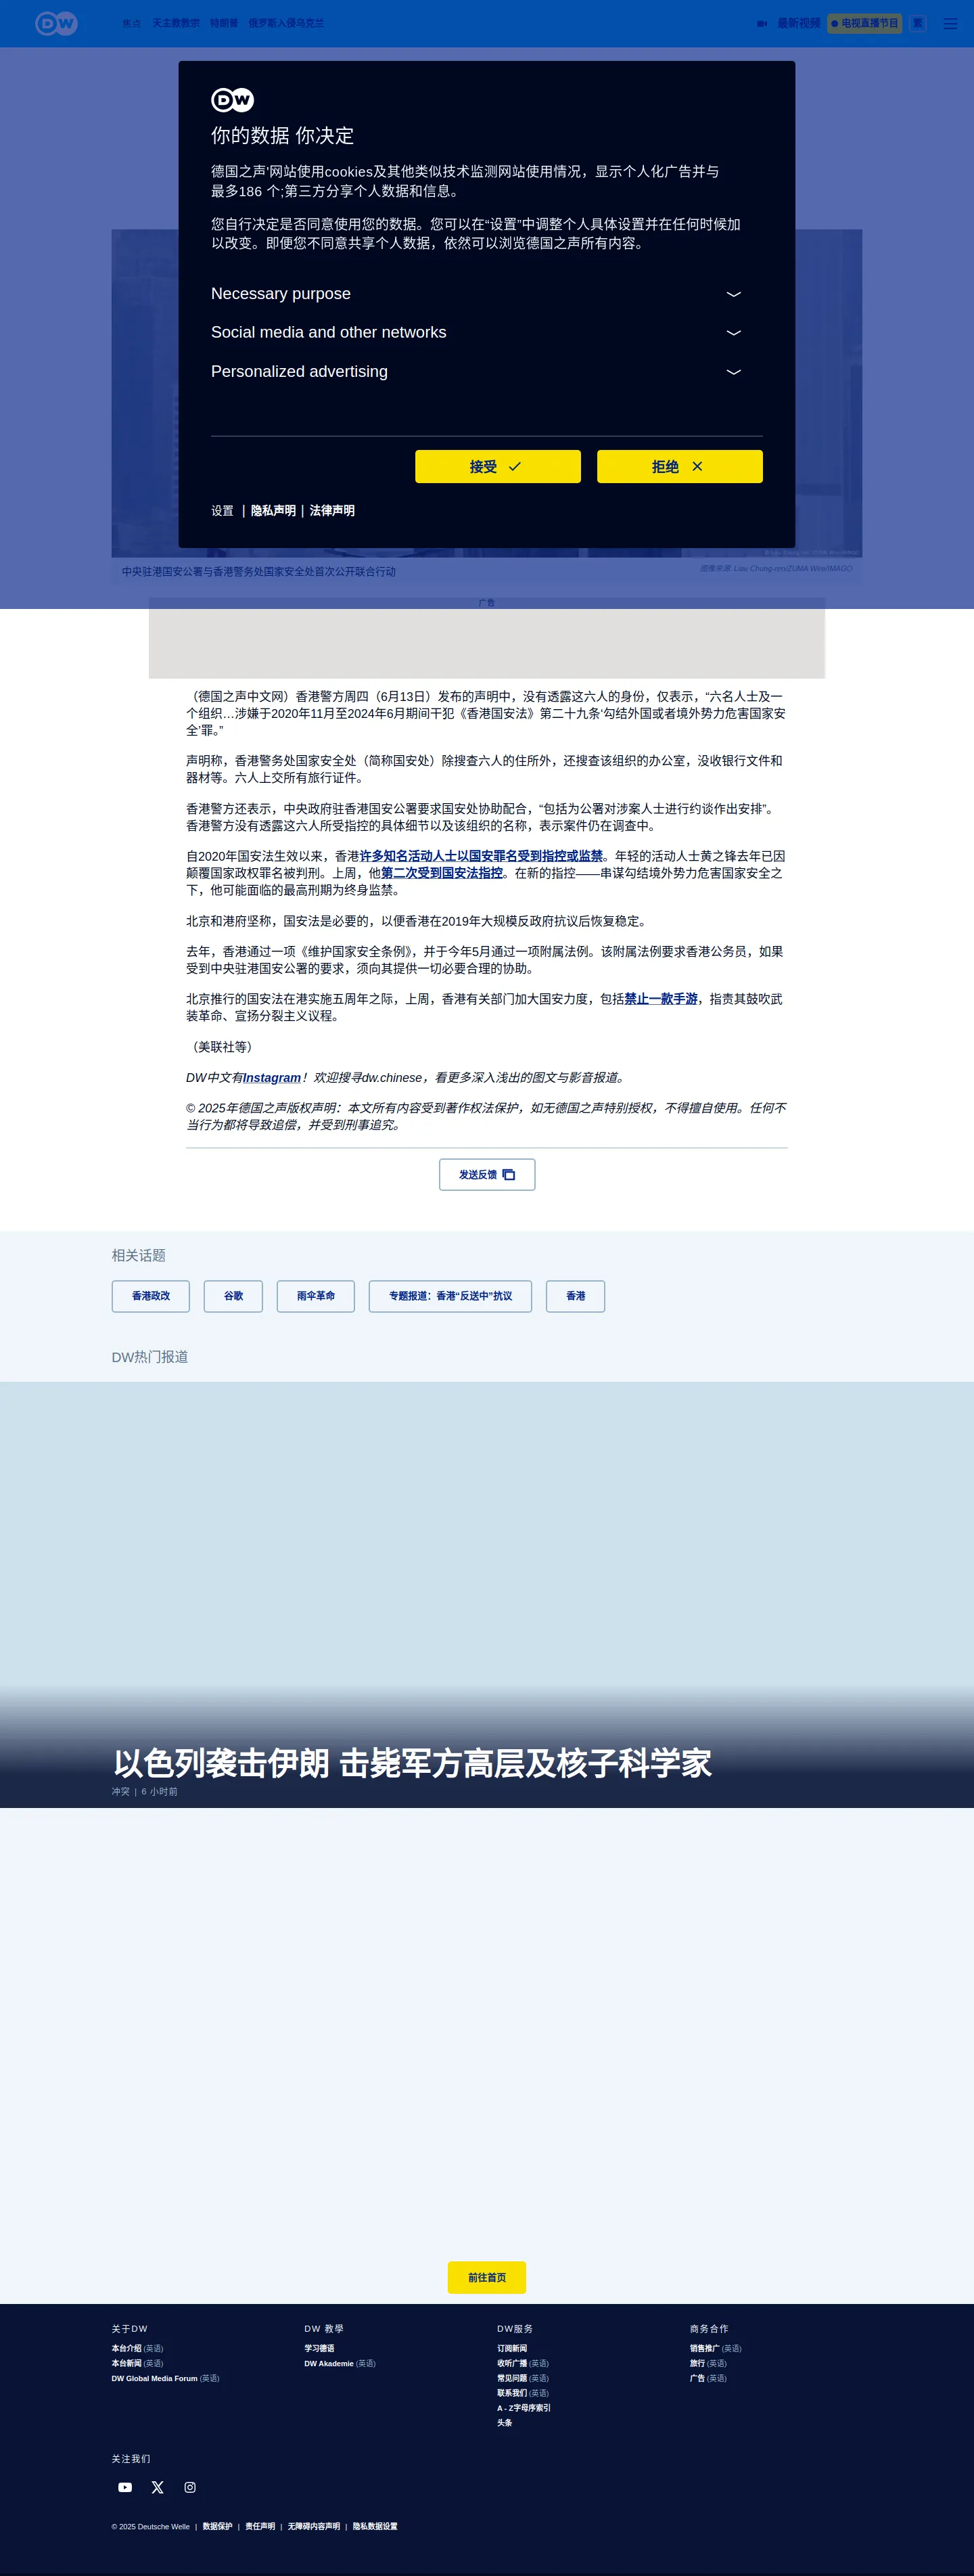 DW
焦点 天主教教宗 特朗普 俄罗斯入侵乌克兰
最新视频 电视直播节目 繁
DW
你的数据 你决定
德国之声'网站使用cookies及其他类似技术监测网站使用情况，显示个人化广告并与
最多186 个;第三方分享个人数据和信息。
您自行决定是否同意使用您的数据。您可以在“设置”中调整个人具体设置并在任何时候加
以改变。即便您不同意共享个人数据，依然可以浏览德国之声所有内容。
Necessary purpose
Social media and other networks
Personalized advertising
接受 拒绝
设置 | 隐私声明 | 法律声明
中央驻港国安公署与香港警务处国家安全处首次公开联合行动
图像来源: Liau Chung-ren/ZUMA Wire/IMAGO
广告
（德国之声中文网）香港警方周四（6月13日）发布的声明中，没有透露这六人的身份，仅表示，“六名人士及一
个组织…涉嫌于2020年11月至2024年6月期间干犯《香港国安法》第二十九条‘勾结外国或者境外势力危害国家安
全’罪。”
声明称，香港警务处国家安全处（简称国安处）除搜查六人的住所外，还搜查该组织的办公室，没收银行文件和
器材等。六人上交所有旅行证件。
香港警方还表示，中央政府驻香港国安公署要求国安处协助配合，“包括为公署对涉案人士进行约谈作出安排”。
香港警方没有透露这六人所受指控的具体细节以及该组织的名称，表示案件仍在调查中。
自2020年国安法生效以来，香港许多知名活动人士以国安罪名受到指控或监禁。年轻的活动人士黄之锋去年已因
颠覆国家政权罪名被判刑。上周，他第二次受到国安法指控。在新的指控——串谋勾结境外势力危害国家安全之
下，他可能面临的最高刑期为终身监禁。
北京和港府坚称，国安法是必要的，以便香港在2019年大规模反政府抗议后恢复稳定。
去年，香港通过一项《维护国家安全条例》，并于今年5月通过一项附属法例。该附属法例要求香港公务员，如果
受到中央驻港国安公署的要求，须向其提供一切必要合理的协助。
北京推行的国安法在港实施五周年之际，上周，香港有关部门加大国安力度，包括禁止一款手游，指责其鼓吹武
装革命、宣扬分裂主义议程。
（美联社等）
DW中文有Instagram！欢迎搜寻dw.chinese，看更多深入浅出的图文与影音报道。
© 2025年德国之声版权声明：本文所有内容受到著作权法保护，如无德国之声特别授权，不得擅自使用。任何不
当行为都将导致追偿，并受到刑事追究。
发送反馈
相关话题
香港政改 谷歌 雨伞革命 专题报道：香港“反送中”抗议 香港
DW热门报道
以色列袭击伊朗 击毙军方高层及核子科学家
冲突 | 6 小时前
前往首页
关于DW
本台介绍 (英语)
本台新闻 (英语)
DW Global Media Forum (英语)
DW 教學
学习德语
DW Akademie (英语)
DW服务
订阅新闻
收听广播 (英语)
常见问题 (英语)
联系我们 (英语)
A - Z字母序索引
头条
商务合作
销售推广 (英语)
旅行 (英语)
广告 (英语)
关注我们
© 2025 Deutsche Welle | 数据保护 | 责任声明 | 无障碍内容声明 | 隐私数据设置